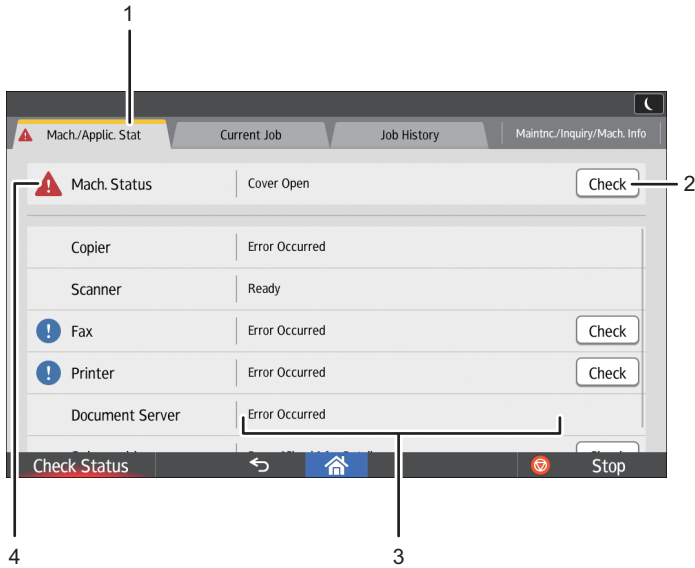 1
Mach./Applic. Stat Current Job Job History Maintnc./Inquiry/Mach. Info
Mach. Status Cover Open Check 2
Copier Error Occurred
Scanner Ready
Fax Error Occurred Check
Printer Error Occurred Check
Document Server Error Occurred
Check Status Stop
4 3